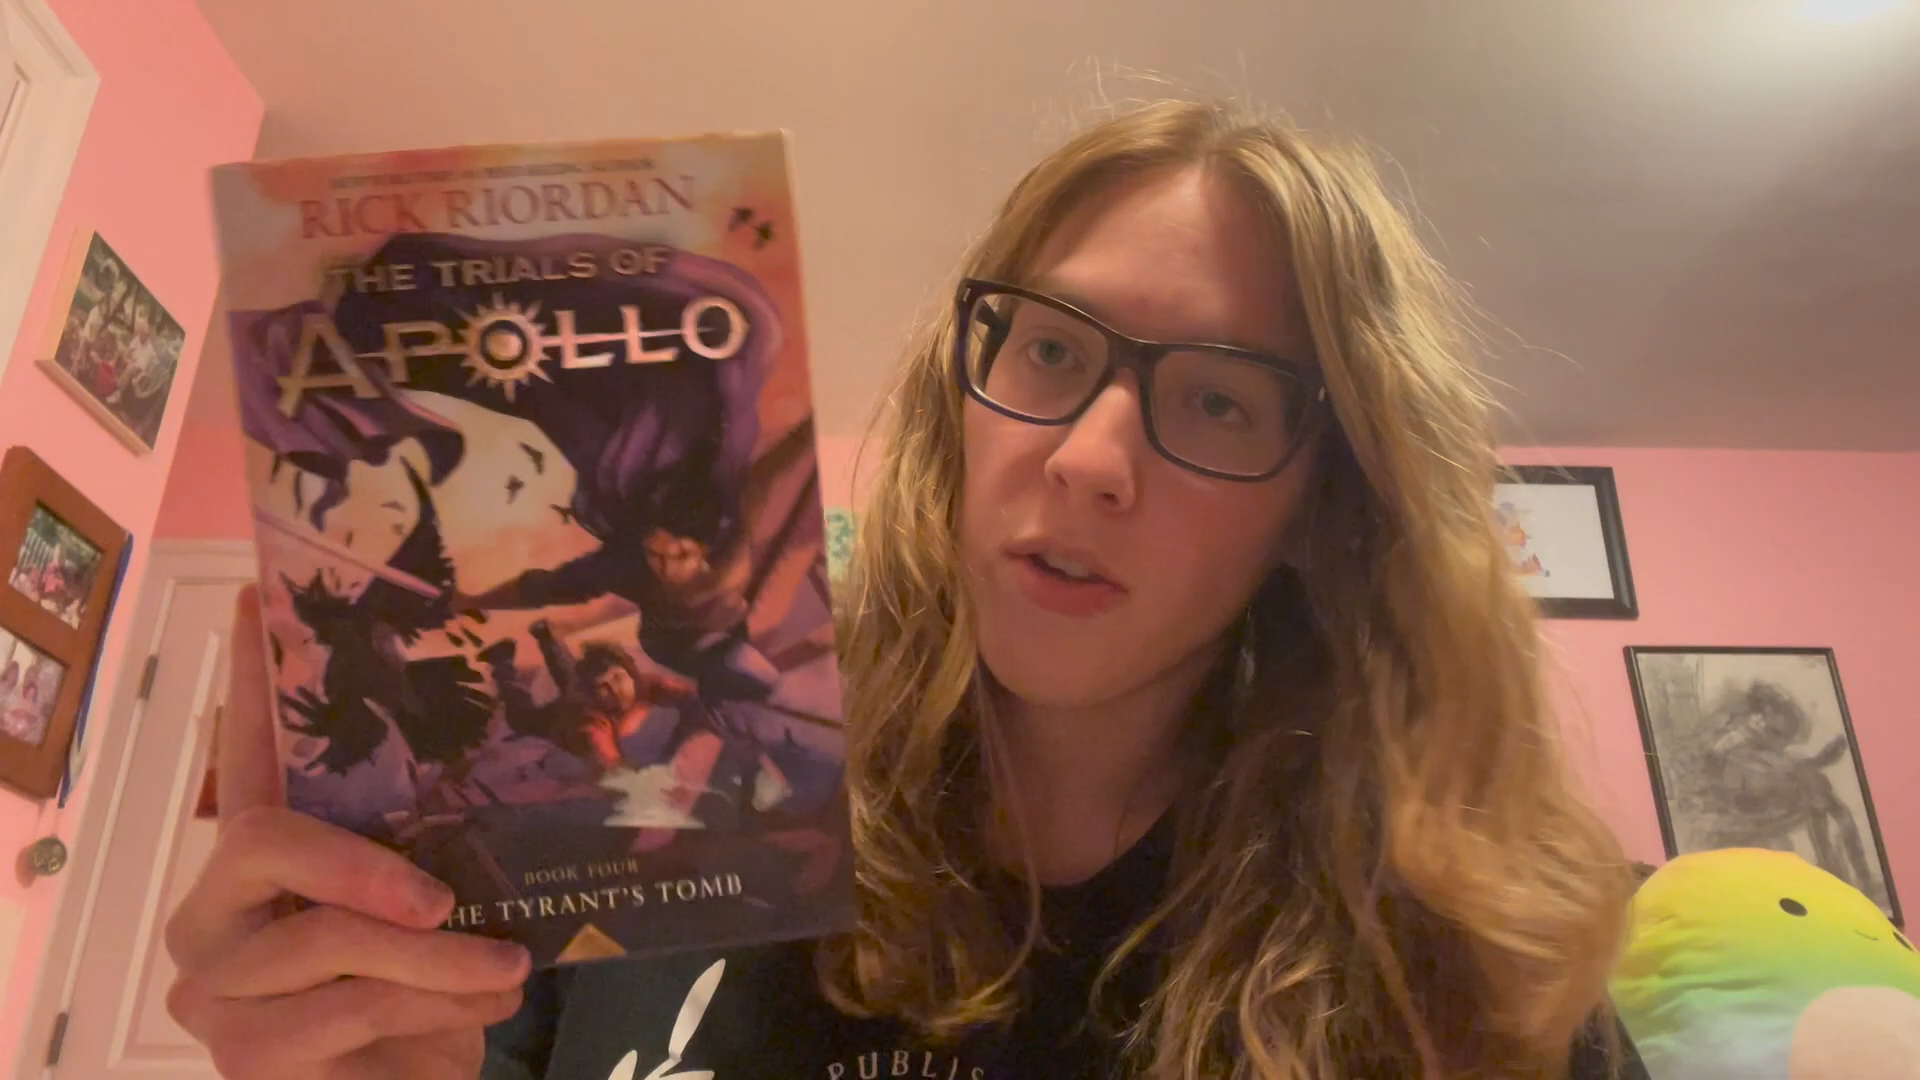 RICK RIORDAN
THE TRIALS OF
APOLLO
BOOK FOUR
HE TYRANT'S TOMB
PUBLIS